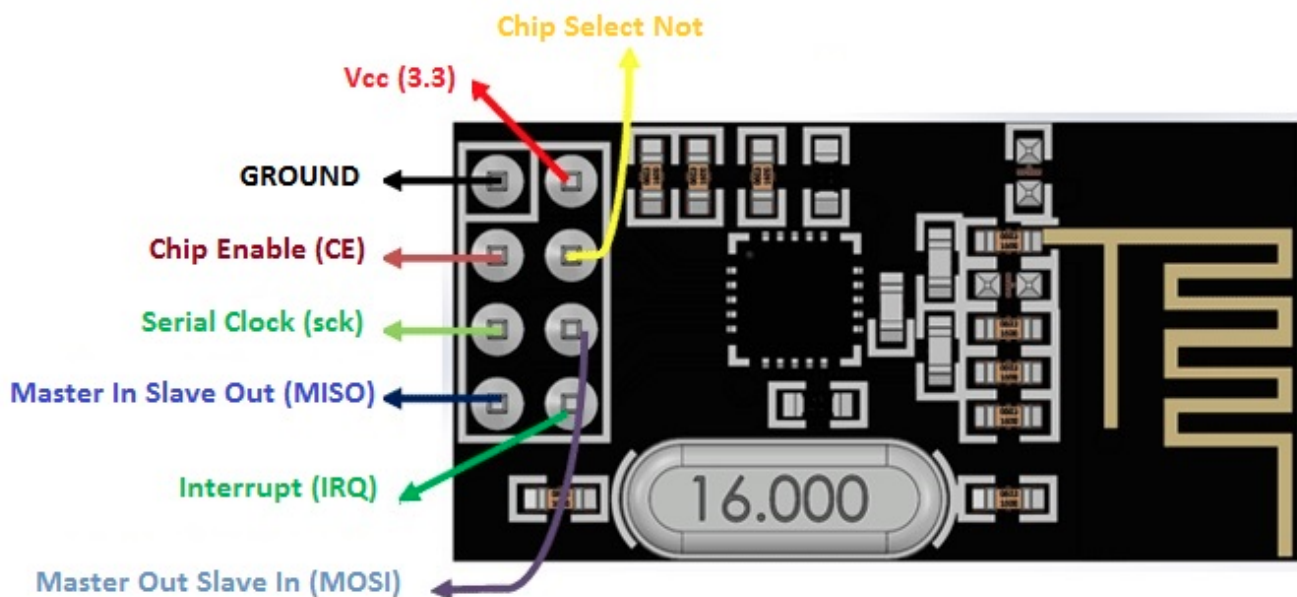 Chip Select Not
Vcc (3.3)
GROUND
Chip Enable (CE)
Serial Clock (sck)
Master In Slave Out (MISO)
Interrupt (IRQ)
16.000
Master Out Slave In (MOSI)